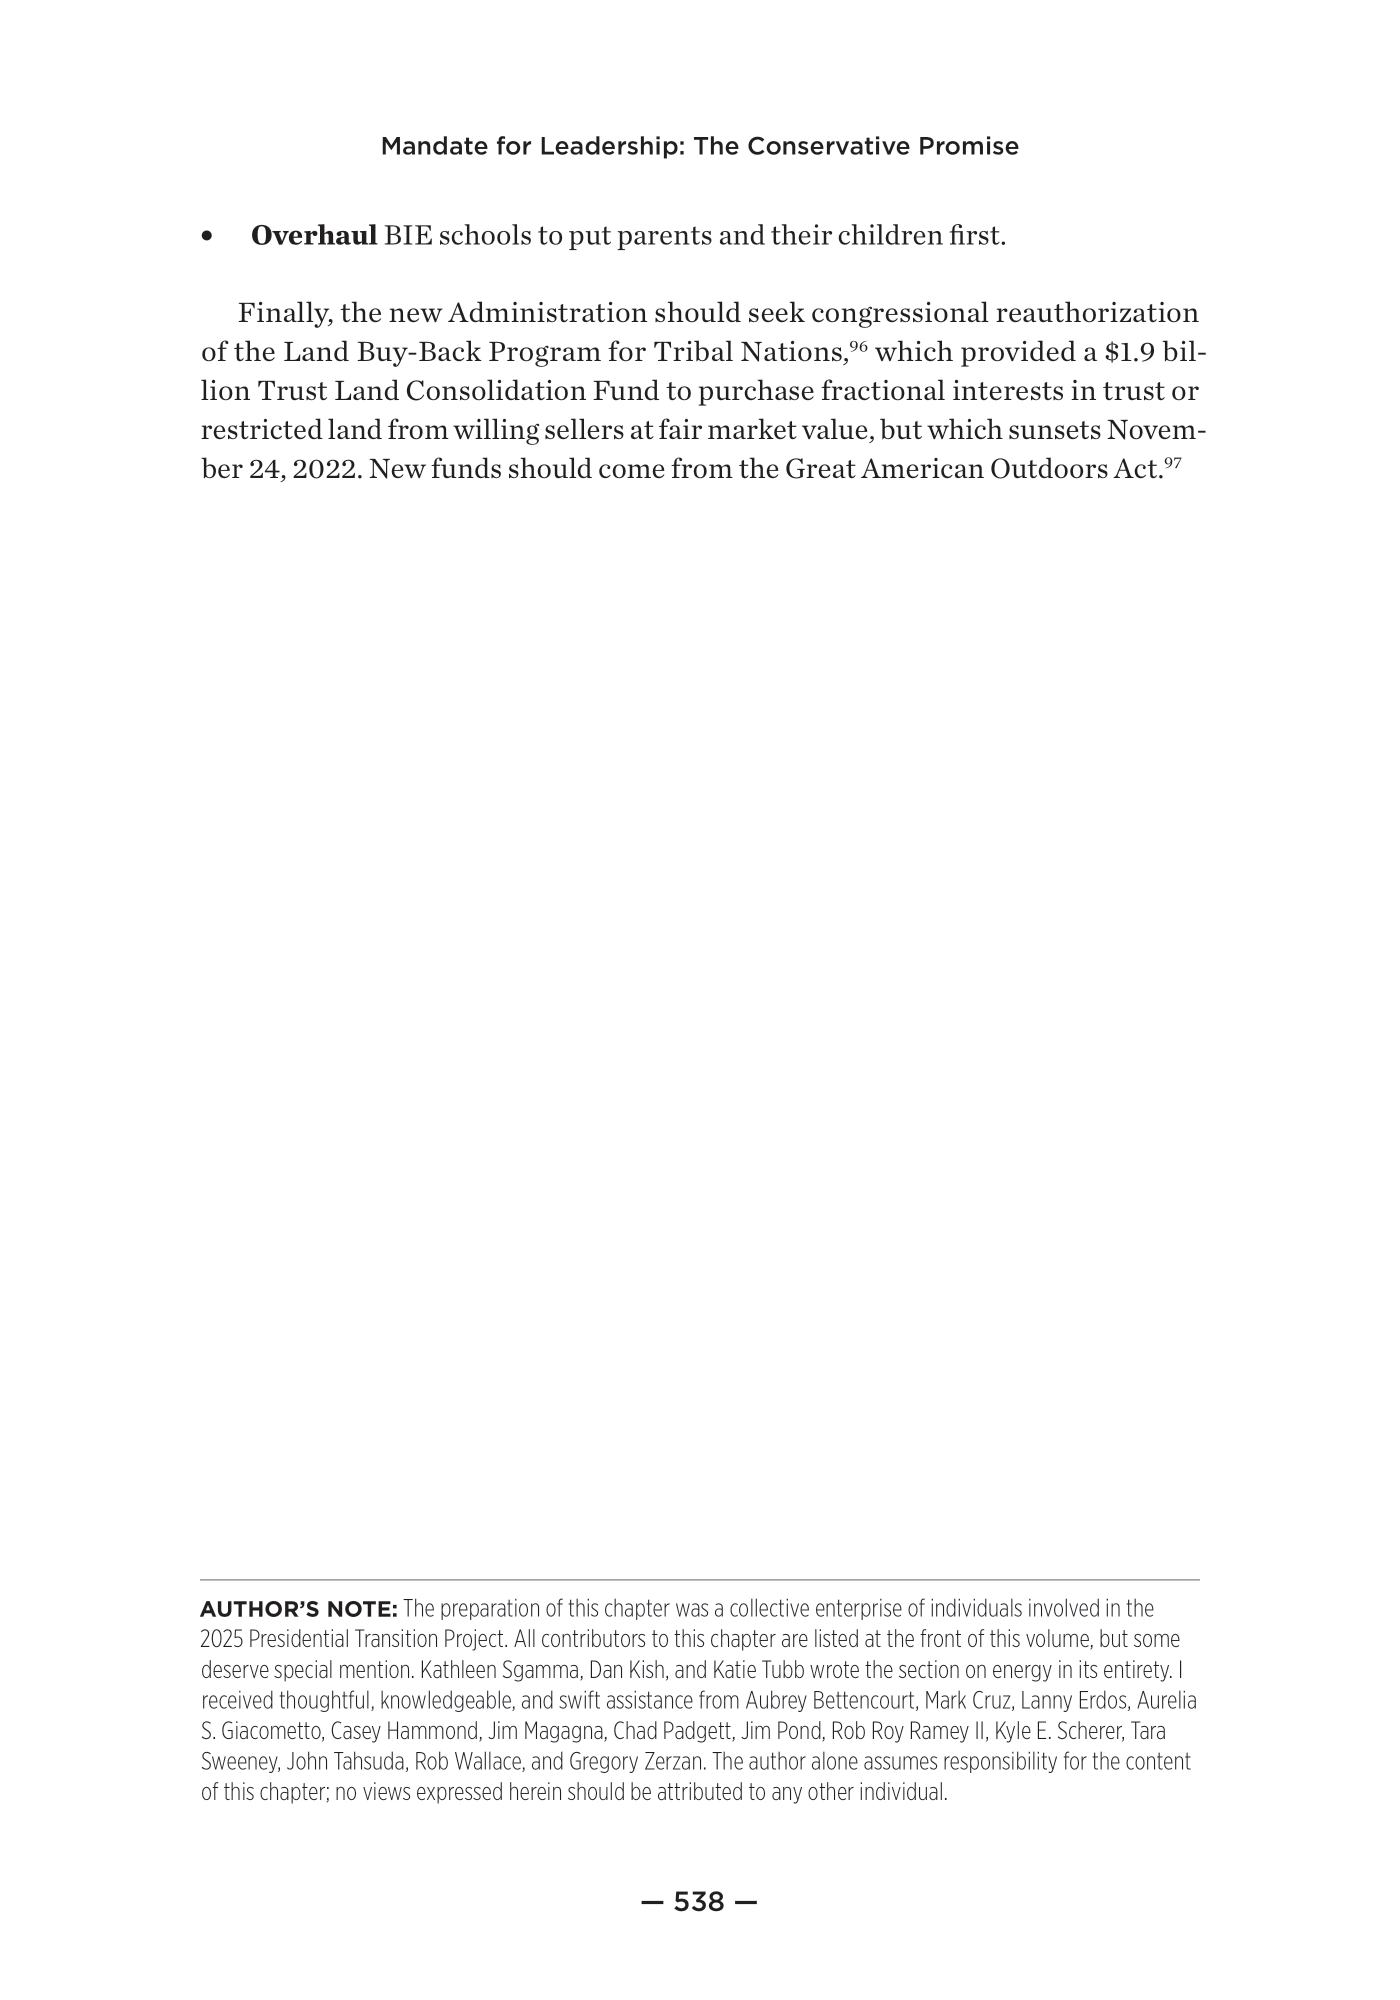 Mandate for Leadership: The Conservative Promise
• Overhaul BIE schools to put parents and their children first.
Finally, the new Administration should seek congressional reauthorization
of the Land Buy-Back Program for Tribal Nations,96 which provided a $1.9 bil-
lion Trust Land Consolidation Fund to purchase fractional interests in trust or
restricted land from willing sellers at fair market value, but which sunsets Novem-
ber 24, 2022. New funds should come from the Great American Outdoors Act.97
AUTHOR’S NOTE: The preparation of this chapter was a collective enterprise of individuals involved in the
2025 Presidential Transition Project. All contributors to this chapter are listed at the front of this volume, but some
deserve special mention. Kathleen Sgamma, Dan Kish, and Katie Tubb wrote the section on energy in its entirety. I
received thoughtful, knowledgeable, and swift assistance from Aubrey Bettencourt, Mark Cruz, Lanny Erdos, Aurelia
S. Giacometto, Casey Hammond, Jim Magagna, Chad Padgett, Jim Pond, Rob Roy Ramey II, Kyle E. Scherer, Tara
Sweeney, John Tahsuda, Rob Wallace, and Gregory Zerzan. The author alone assumes responsibility for the content
of this chapter; no views expressed herein should be attributed to any other individual.
— 538 —